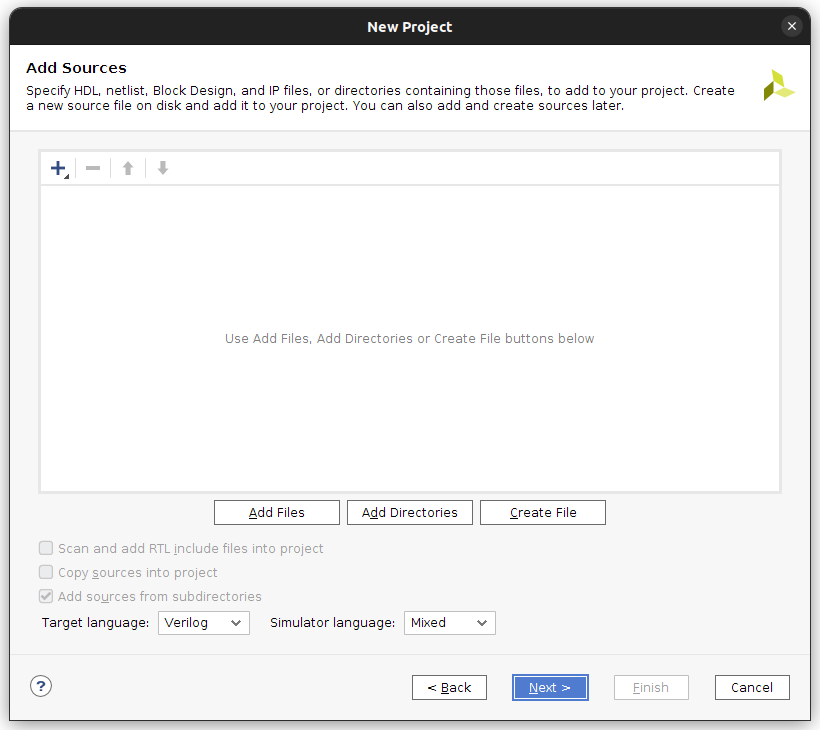 New Project
Add Sources
Specify HDL, netlist, Block Design, and IP files, or directories containing those files, to add to your project. Create
a new source file on disk and add it to your project. You can also add and create sources later.
Use Add Files, Add Directories or Create File buttons below
Add Files
Add Directories
Create File
Scan and add RTL include files into project
Copy sources into project
Add sources from subdirectories
Target language: Verilog Simulator language: Mixed
? < Back Next > Finish Cancel